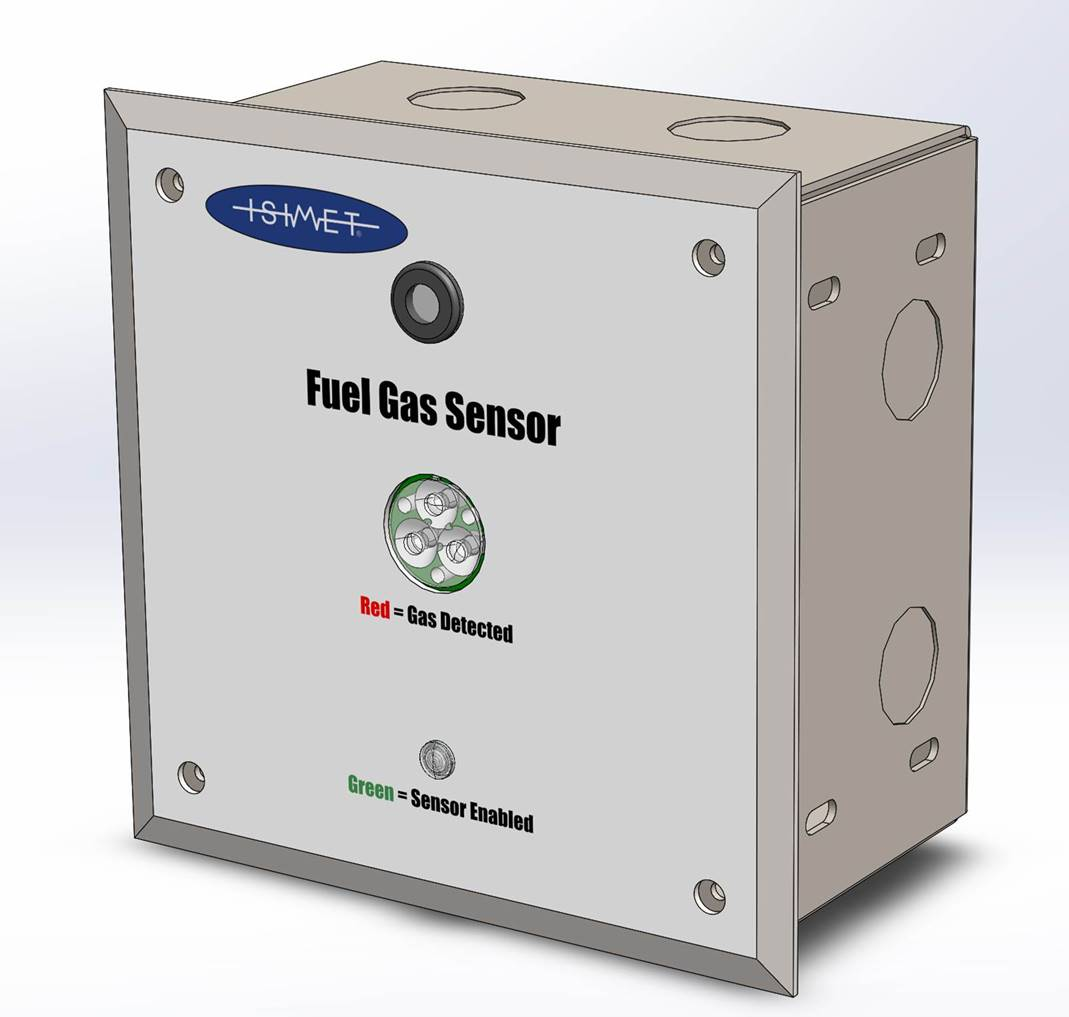 ISIMET®
Fuel Gas Sensor
Red = Gas Detected
Green = Sensor Enabled